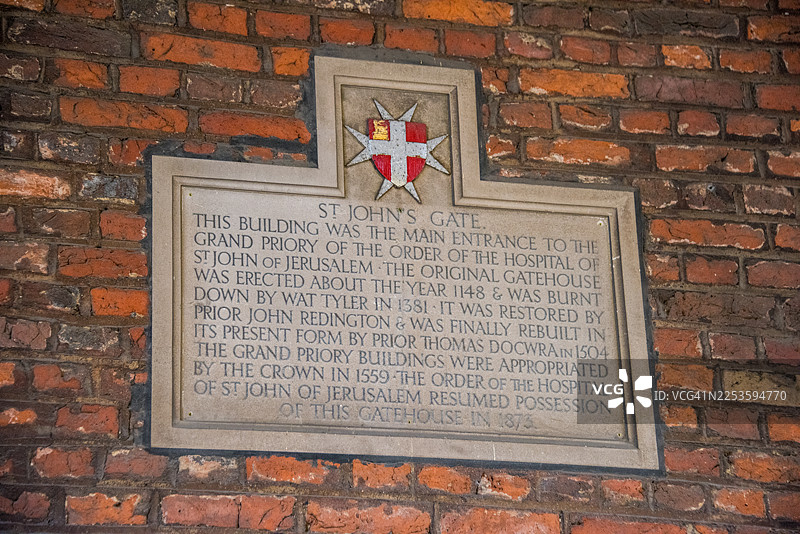 ST JOHN'S GATE.
THIS BUILDING WAS THE MAIN ENTRANCE TO THE
GRAND PRIORY OF THE ORDER OF THE HOSPITAL OF
ST JOHN OF JERUSALEM · THE ORIGINAL GATEHOUSE
WAS ERECTED ABOUT THE YEAR 1148 & WAS BURNT
DOWN BY WAT TYLER IN 1381 · IT WAS RESTORED BY
PRIOR JOHN REDINGTON & WAS FINALLY REBUILT IN
ITS PRESENT FORM BY PRIOR THOMAS DOCWRA IN 1504
THE GRAND PRIORY BUILDINGS WERE APPROPRIATED
BY THE CROWN IN 1559 · THE ORDER OF THE HOSPITAL
OF ST JOHN OF JERUSALEM RESUMED POSSESSION
OF THIS GATEHOUSE IN 1873.
VCG
VCG.COM
ID: VCG41N2253594770